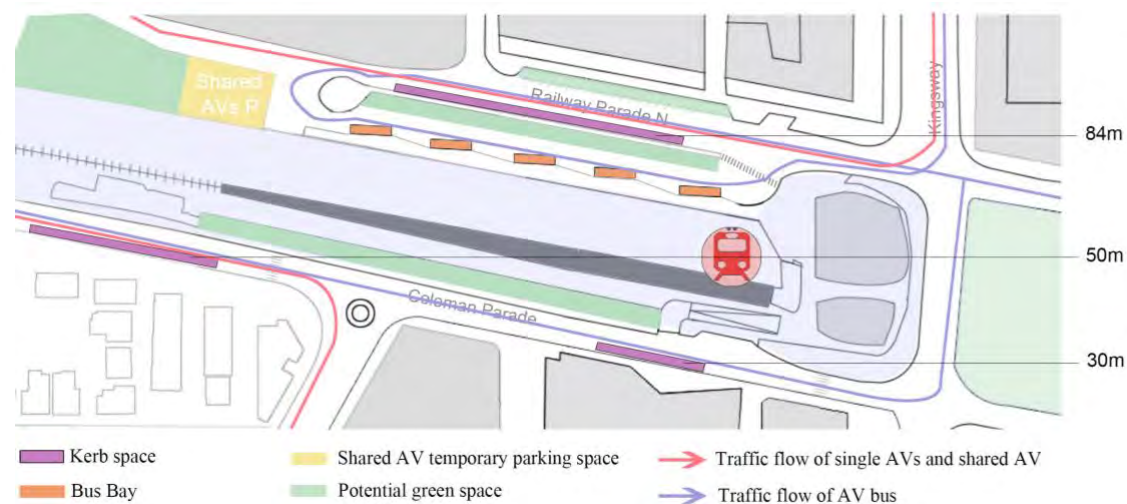 Shared
AVs P
Railway Parade N
Kingsway
84m
50m
Coloman Parade
30m
Kerb space
Shared AV temporary parking space
Traffic flow of single AVs and shared AV
Bus Bay
Potential green space
Traffic flow of AV bus